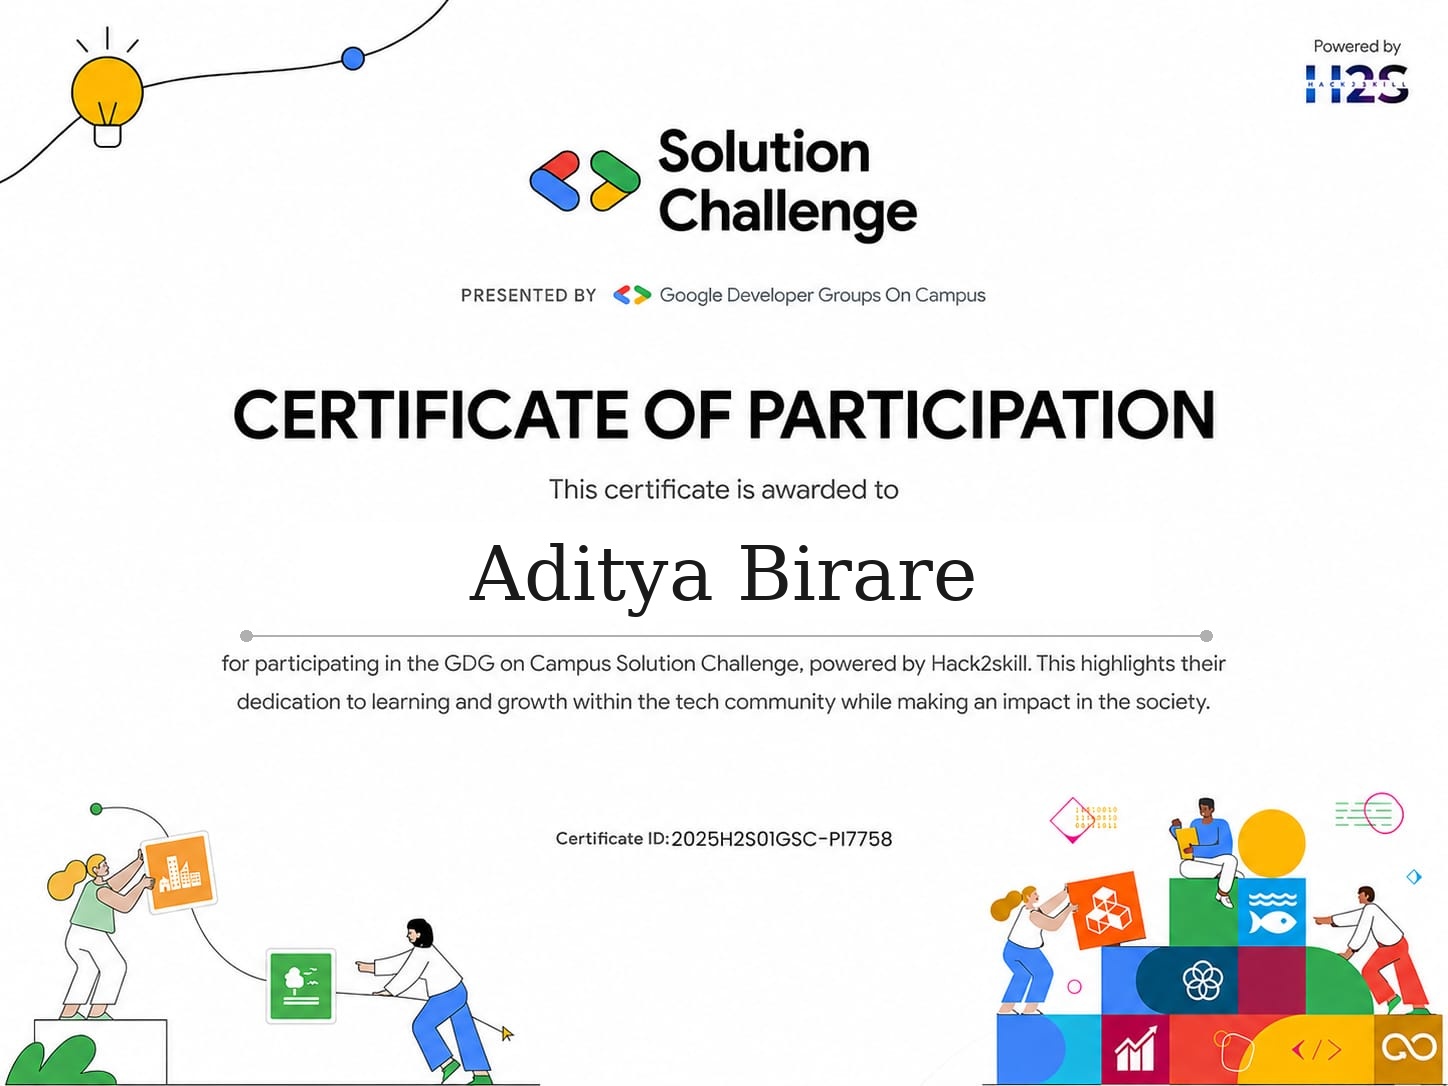 Powered by
H2S
HACK2SKILL
Solution
Challenge
PRESENTED BY Google Developer Groups On Campus
CERTIFICATE OF PARTICIPATION
This certificate is awarded to
Aditya Birare
for participating in the GDG on Campus Solution Challenge, powered by Hack2skill. This highlights their
dedication to learning and growth within the tech community while making an impact in the society.
Certificate ID: 2025H2S01GSC-PI7758